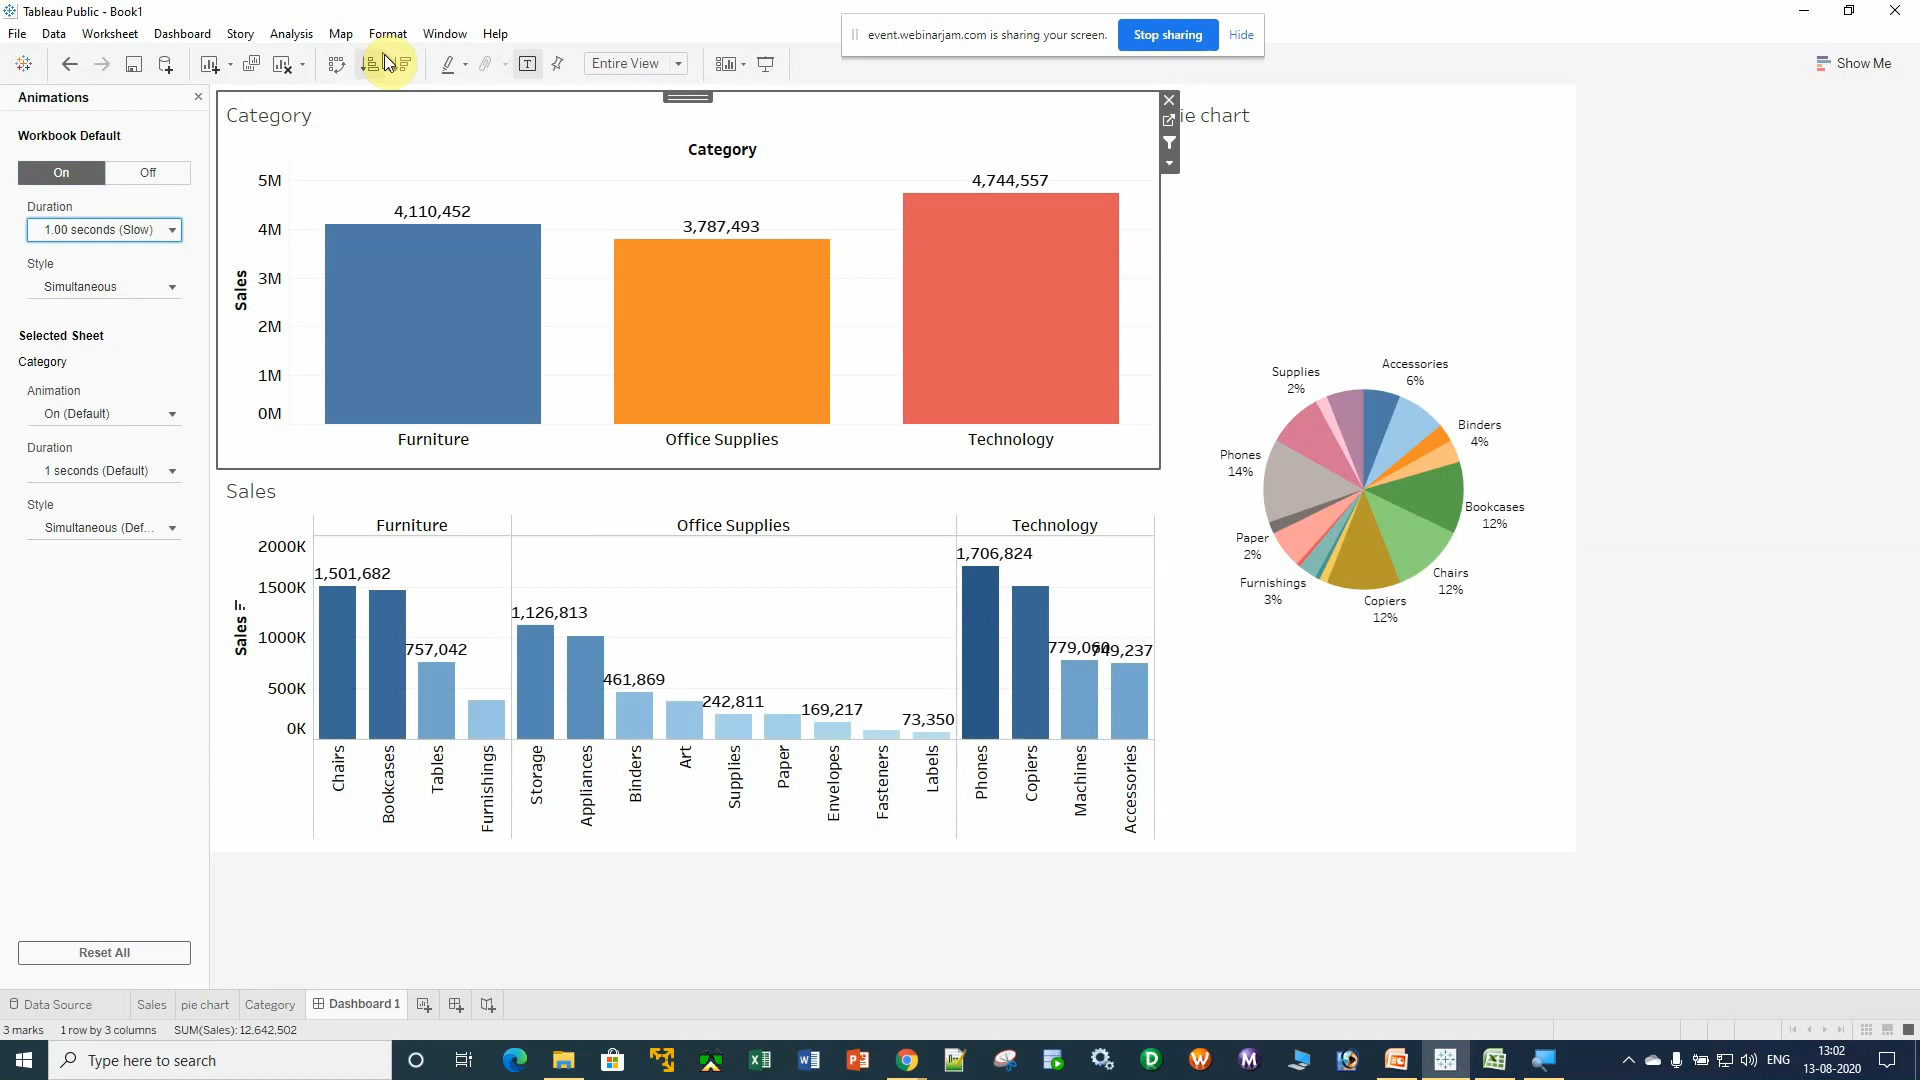 Tableau Public - Book1
File Data Worksheet Dashboard Story Analysis Map Format Window Help
event.webinarjam.com is sharing your screen. Stop sharing Hide
Entire View
Show Me
Animations
Workbook Default
On Off
Duration
1.00 seconds (Slow)
Style
Simultaneous
Selected Sheet
Category
Animation
On (Default)
Duration
1 seconds (Default)
Style
Simultaneous (Def...
Reset All
Category
Category
Sales
5M
4M
3M
2M
1M
0M
4,110,452
3,787,493
4,744,557
Furniture Office Supplies Technology
Sales
Furniture Office Supplies Technology
Sales
2000K
1500K
1000K
500K
0K
1,501,682
757,042
1,126,813
461,869
242,811
169,217
73,350
1,706,824
779,060
749,237
Chairs
Bookcases
Tables
Furnishings
Storage
Appliances
Binders
Art
Supplies
Paper
Envelopes
Fasteners
Labels
Phones
Copiers
Machines
Accessories
ie chart
Accessories
6%
Binders
4%
Bookcases
12%
Chairs
12%
Copiers
12%
Furnishings
3%
Paper
2%
Phones
14%
Supplies
2%
Data Source Sales pie chart Category Dashboard 1
3 marks 1 row by 3 columns SUM(Sales): 12,642,502
Type here to search
ENG
13:02
13-08-2020